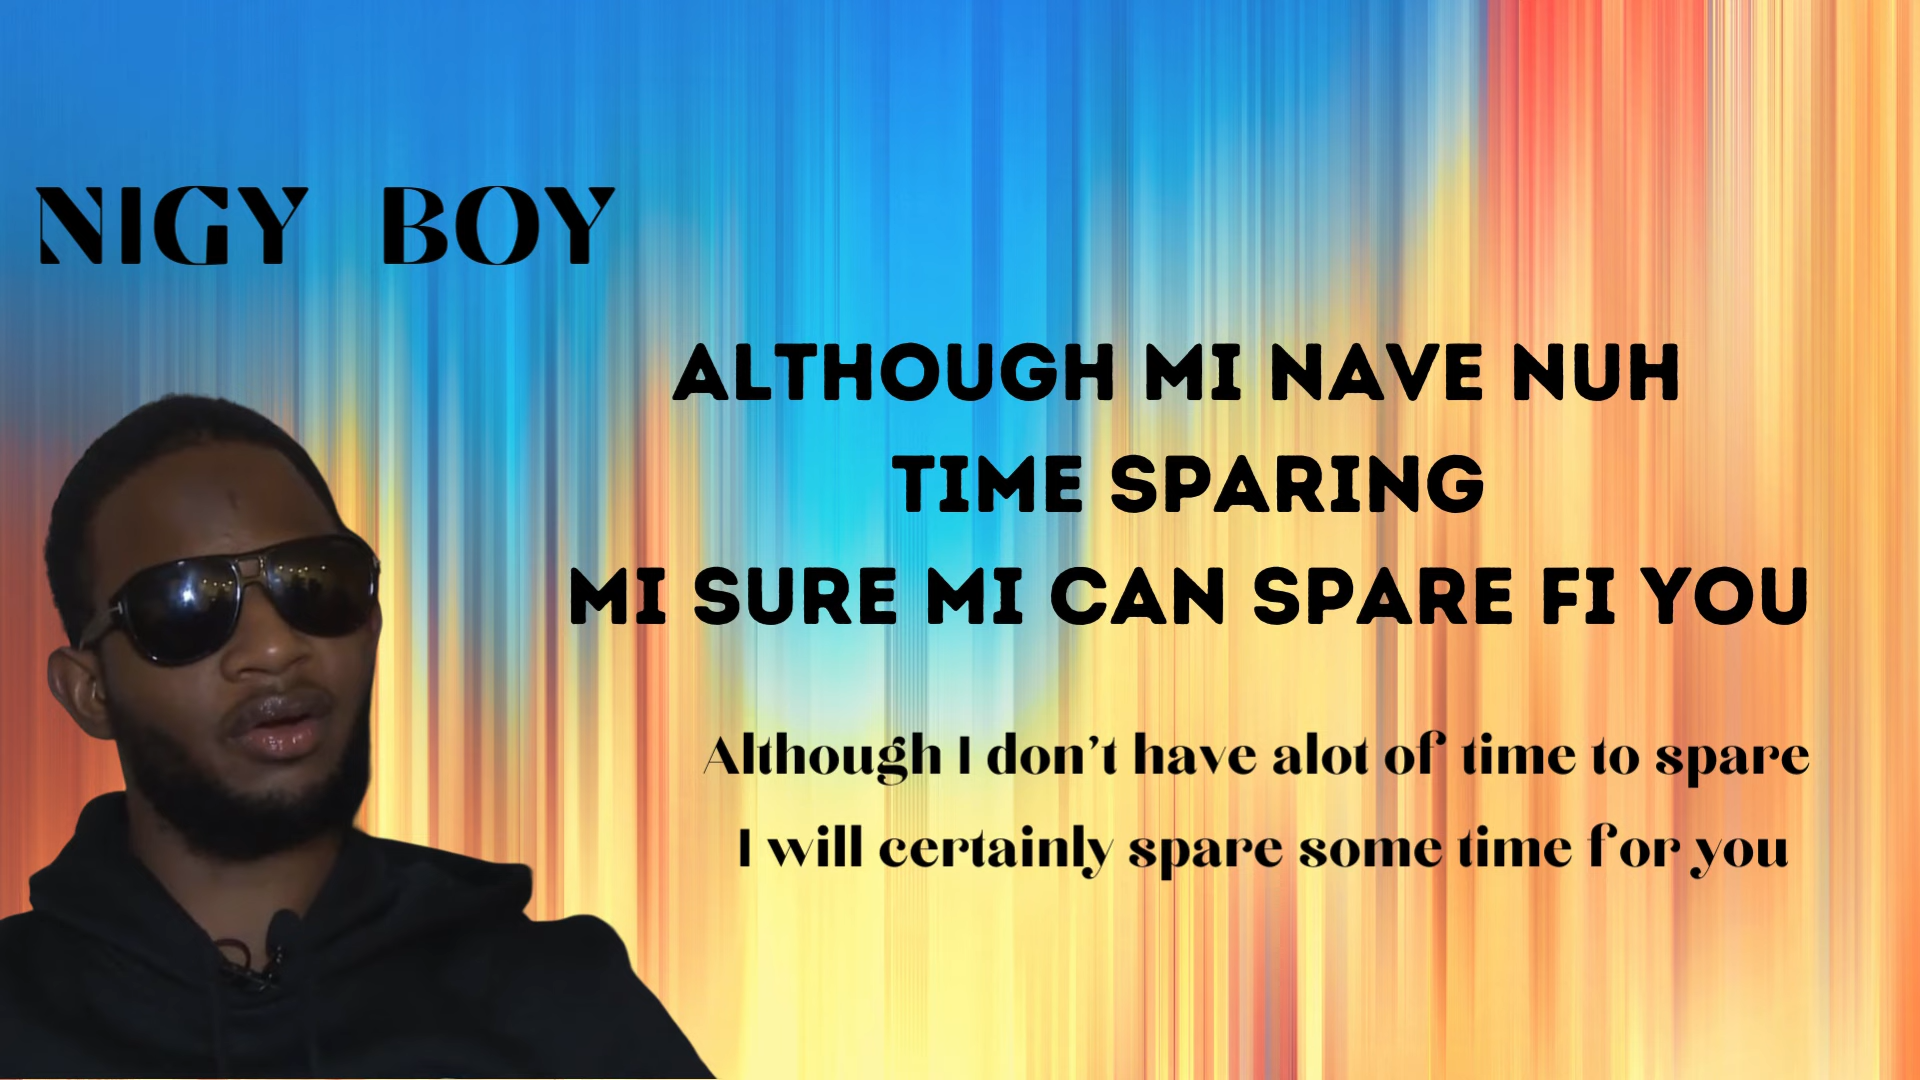 NIGY BOY
ALTHOUGH MI NAVE NUH
TIME SPARING
MI SURE MI CAN SPARE FI YOU
Although I don't have alot of time to spare
I will certainly spare some time for you